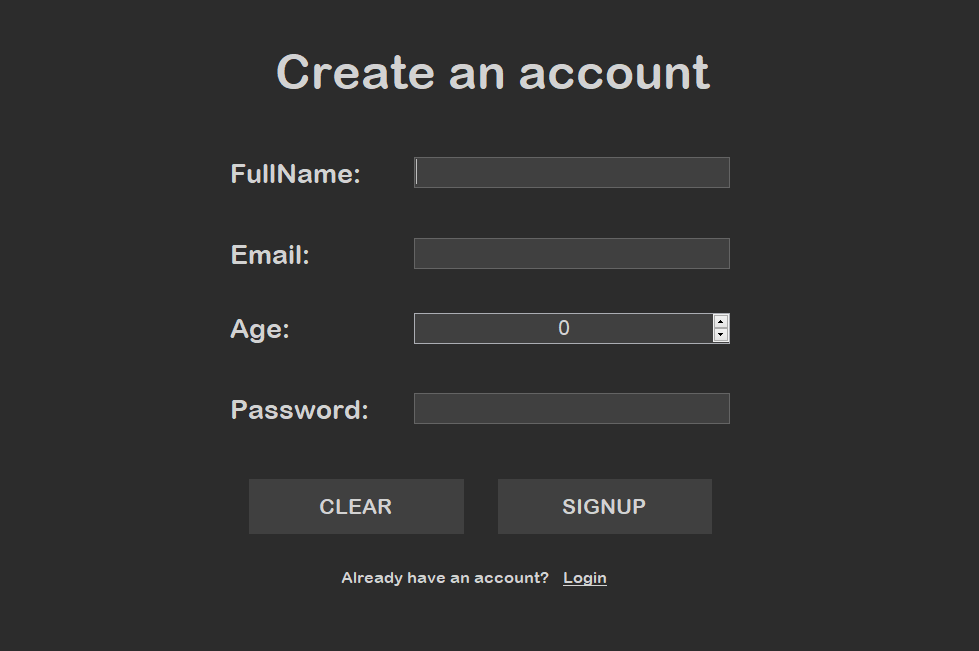 Create an account
FullName:
Email:
Age: 0
Password:
CLEAR SIGNUP
Already have an account? Login